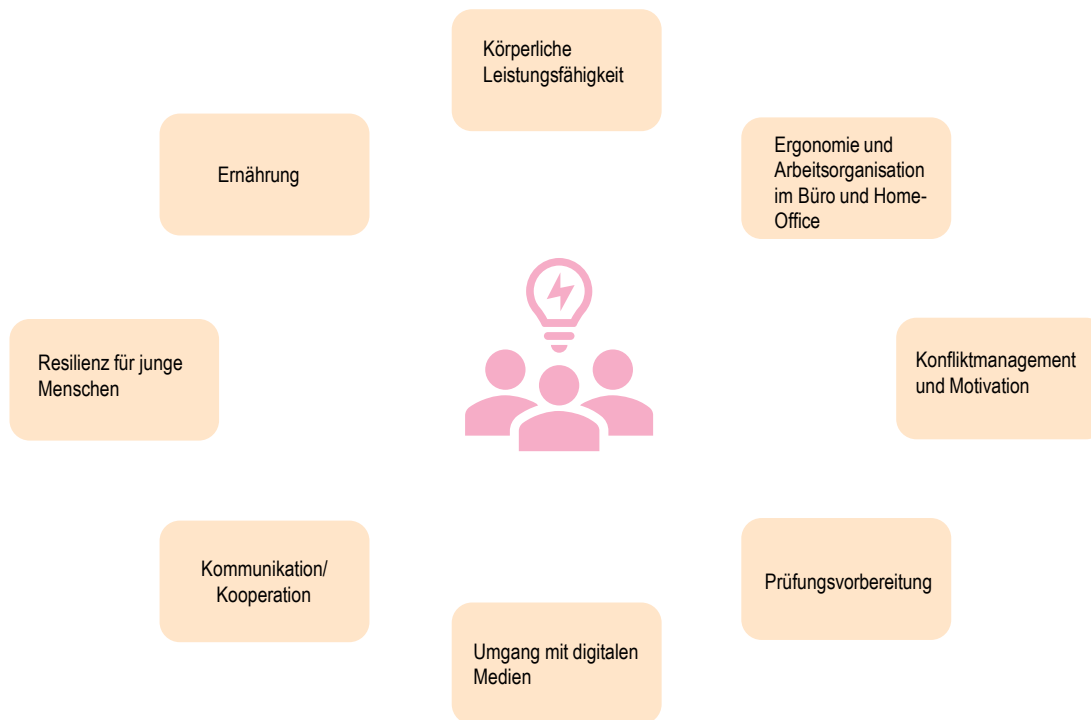 Körperliche
Leistungsfähigkeit
Ergonomie und
Arbeitsorganisation
im Büro und Home-
Office
Konfliktmanagement
und Motivation
Prüfungsvorbereitung
Umgang mit digitalen
Medien
Kommunikation/
Kooperation
Resilienz für junge
Menschen
Ernährung